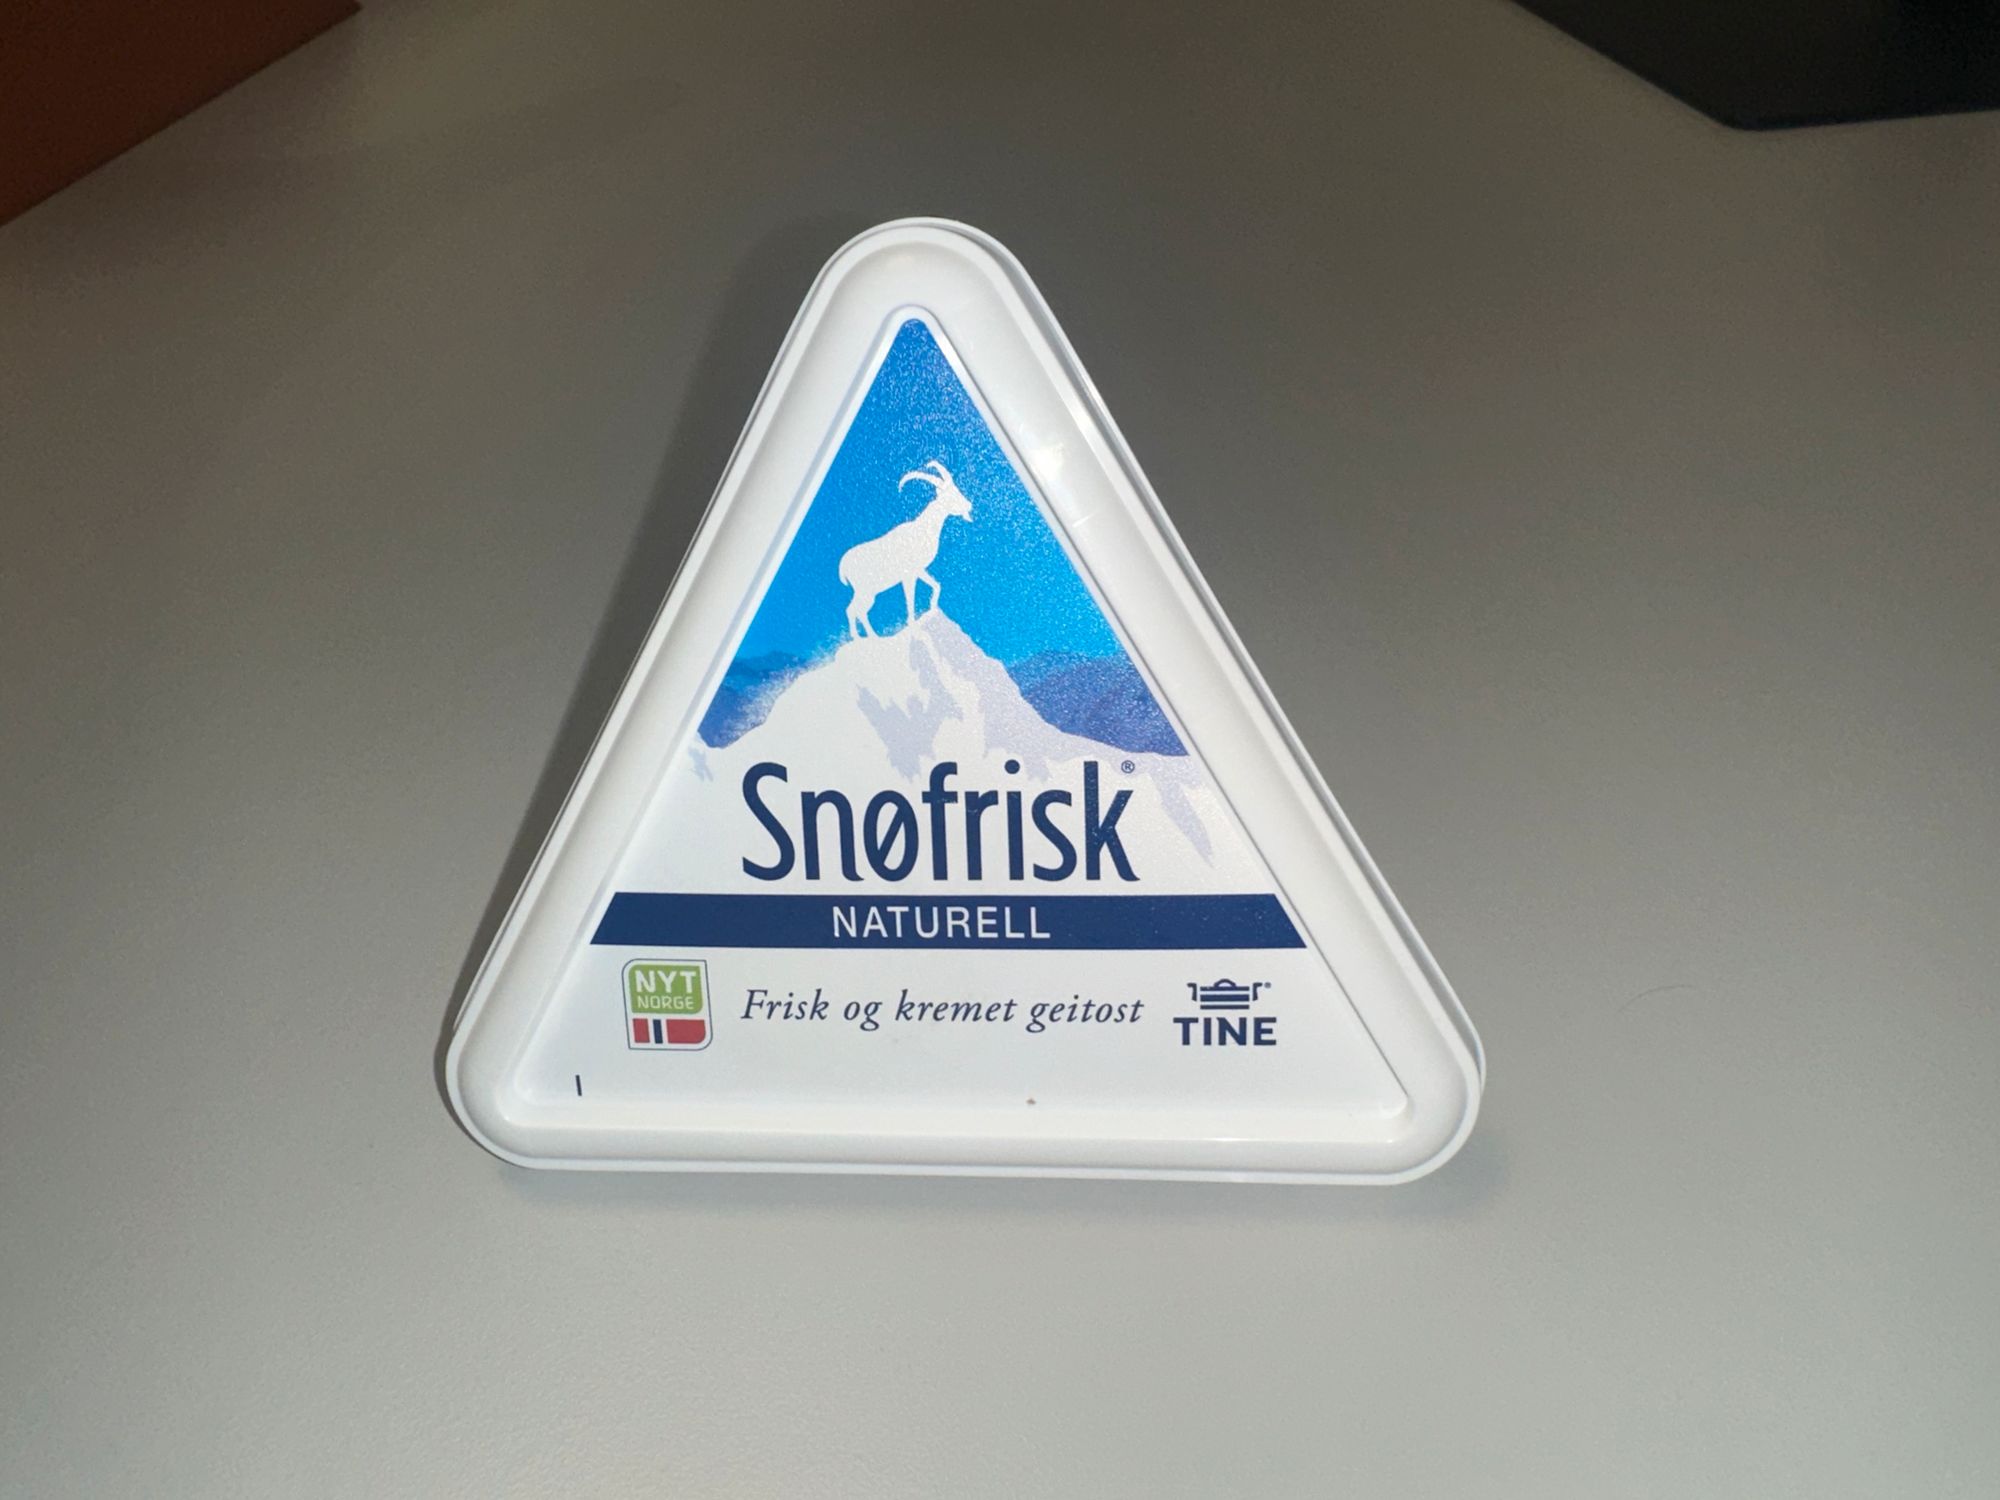 Snøfrisk®
NATURELL
NYT
NORGE
Frisk og kremet geitost
TINE